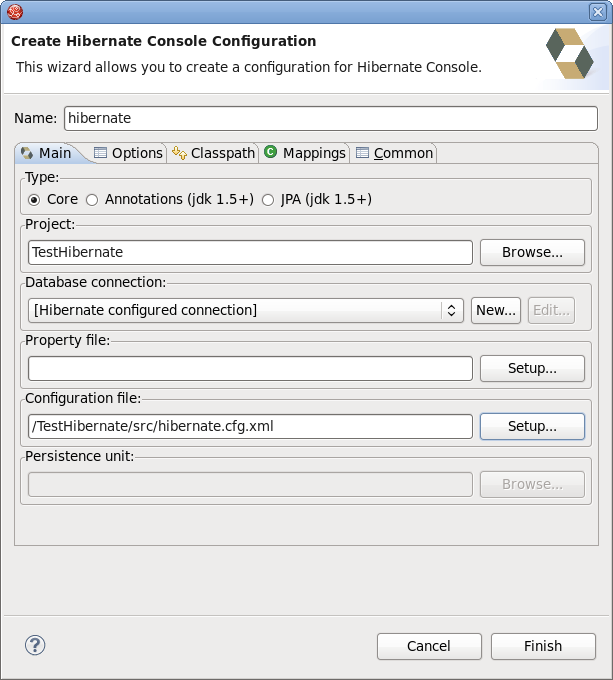 Create Hibernate Console Configuration
This wizard allows you to create a configuration for Hibernate Console.
Name: hibernate
Main Options Classpath C Mappings Common
Type:
Core Annotations (jdk 1.5+) JPA (jdk 1.5+)
Project:
TestHibernate Browse...
Database connection:
[Hibernate configured connection] New... Edit...
Property file:
Setup...
Configuration file:
/TestHibernate/src/hibernate.cfg.xml Setup...
Persistence unit:
Browse...
? Cancel Finish